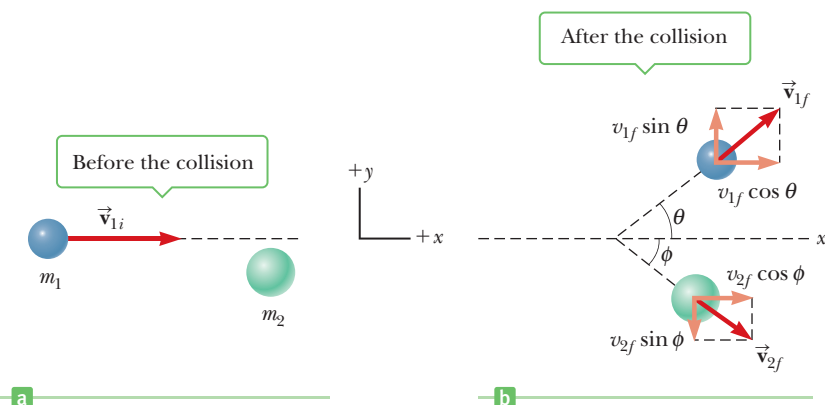 Before the collision
v⃗₁ᵢ
m₁
m₂
+y
+x
a
After the collision
v⃗₁f
v₁f sin θ
v₁f cos θ
θ
x
ϕ
v₂f cos ϕ
v₂f sin ϕ
v⃗₂f
b